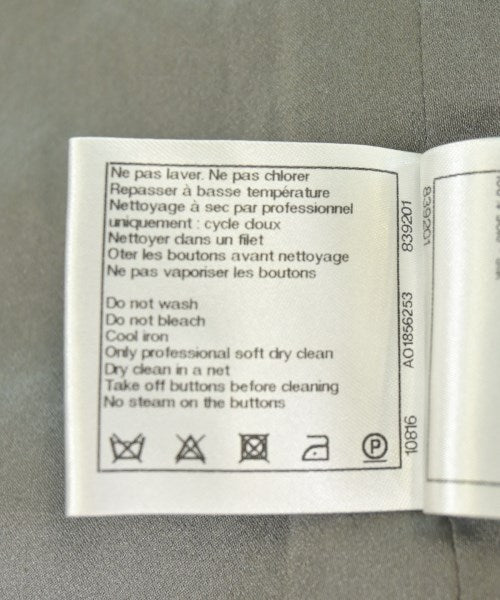 Ne pas laver. Ne pas chlorer
Repasser à basse température
Nettoyage à sec par professionnel
uniquement : cycle doux
Nettoyer dans un filet
Oter les boutons avant nettoyage
Ne pas vaporiser les boutons
Do not wash
Do not bleach
Cool iron
Only professional soft dry clean
Dry clean in a net
Take off buttons before cleaning
No steam on the buttons
P
10816 AO1856253 839201
839201